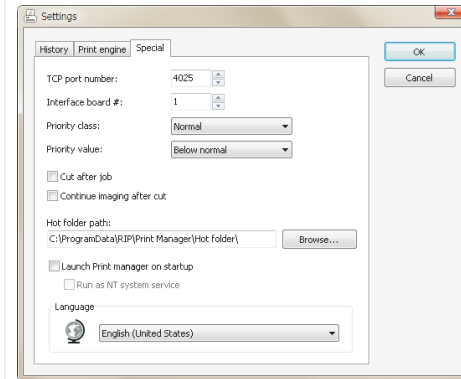 Settings
History Print engine Special
OK
TCP port number: 4025
Cancel
Interface board #: 1
Priority class: Normal
Priority value: Below normal
Cut after job
Continue imaging after cut
Hot folder path:
C:\ProgramData\RIP\Print Manager\Hot folder\ Browse...
Launch Print manager on startup
Run as NT system service
Language
English (United States)